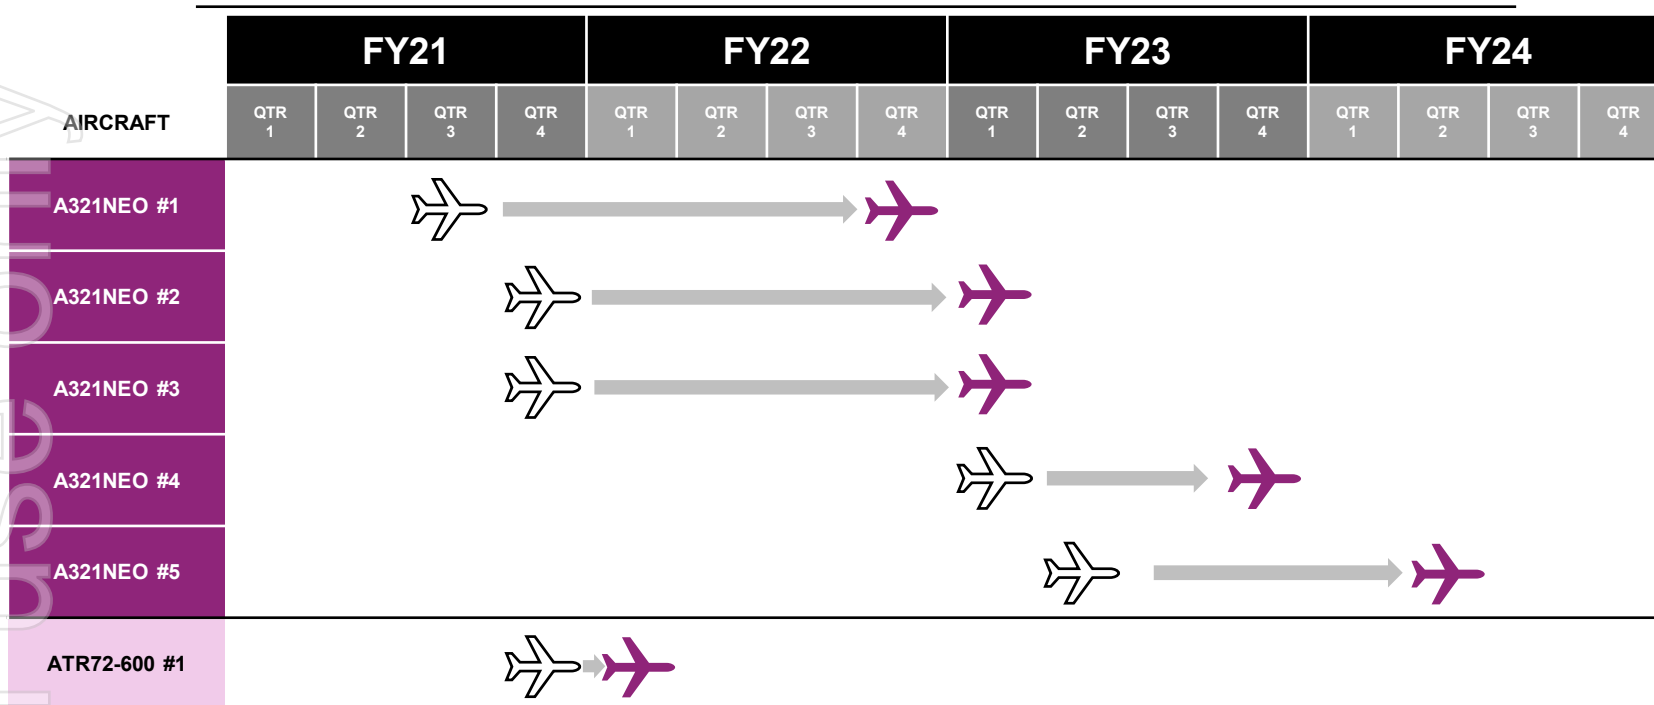 FY21 FY22 FY23 FY24
AIRCRAFT
QTR QTR QTR QTR QTR QTR QTR QTR QTR QTR QTR QTR QTR QTR QTR QTR
1 2 3 4 1 2 3 4 1 2 3 4 1 2 3 4
A321NEO #1
A321NEO #2
A321NEO #3
A321NEO #4
A321NEO #5
ATR72-600 #1
use only